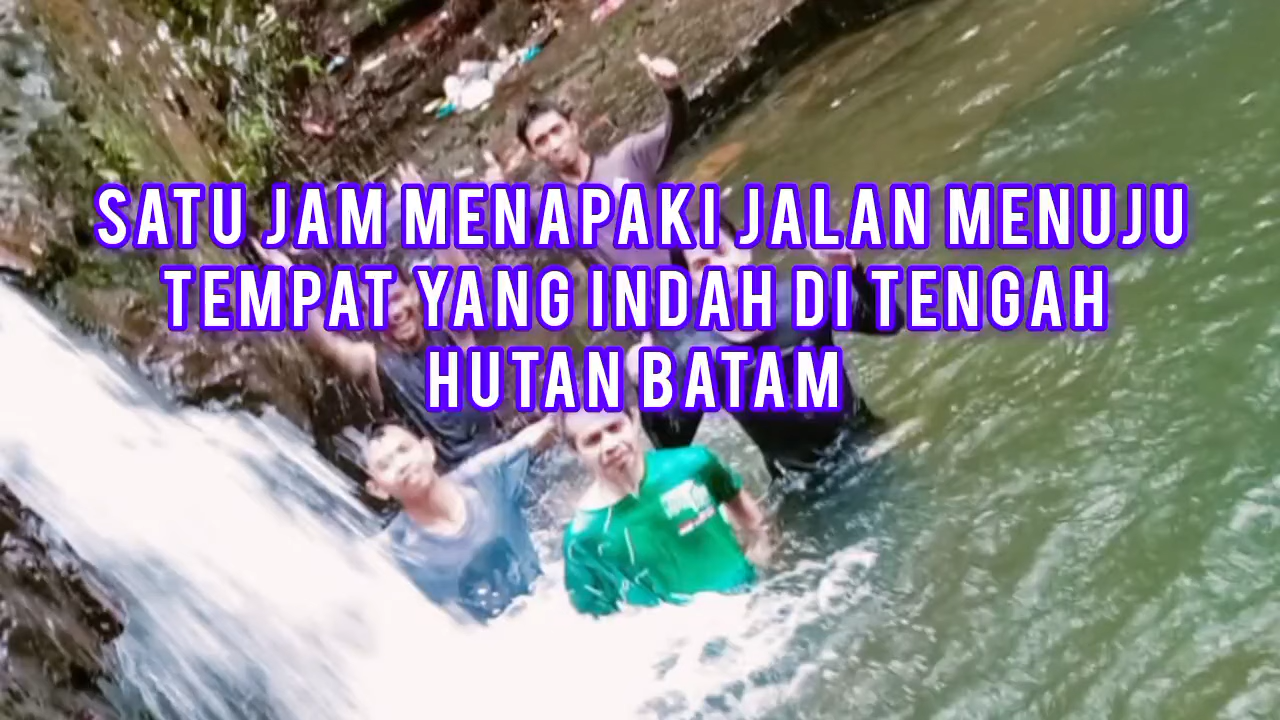 SATU JAM MENAPAKI JALAN MENUJU
TEMPAT YANG INDAH DI TENGAH
HUTAN BATAM